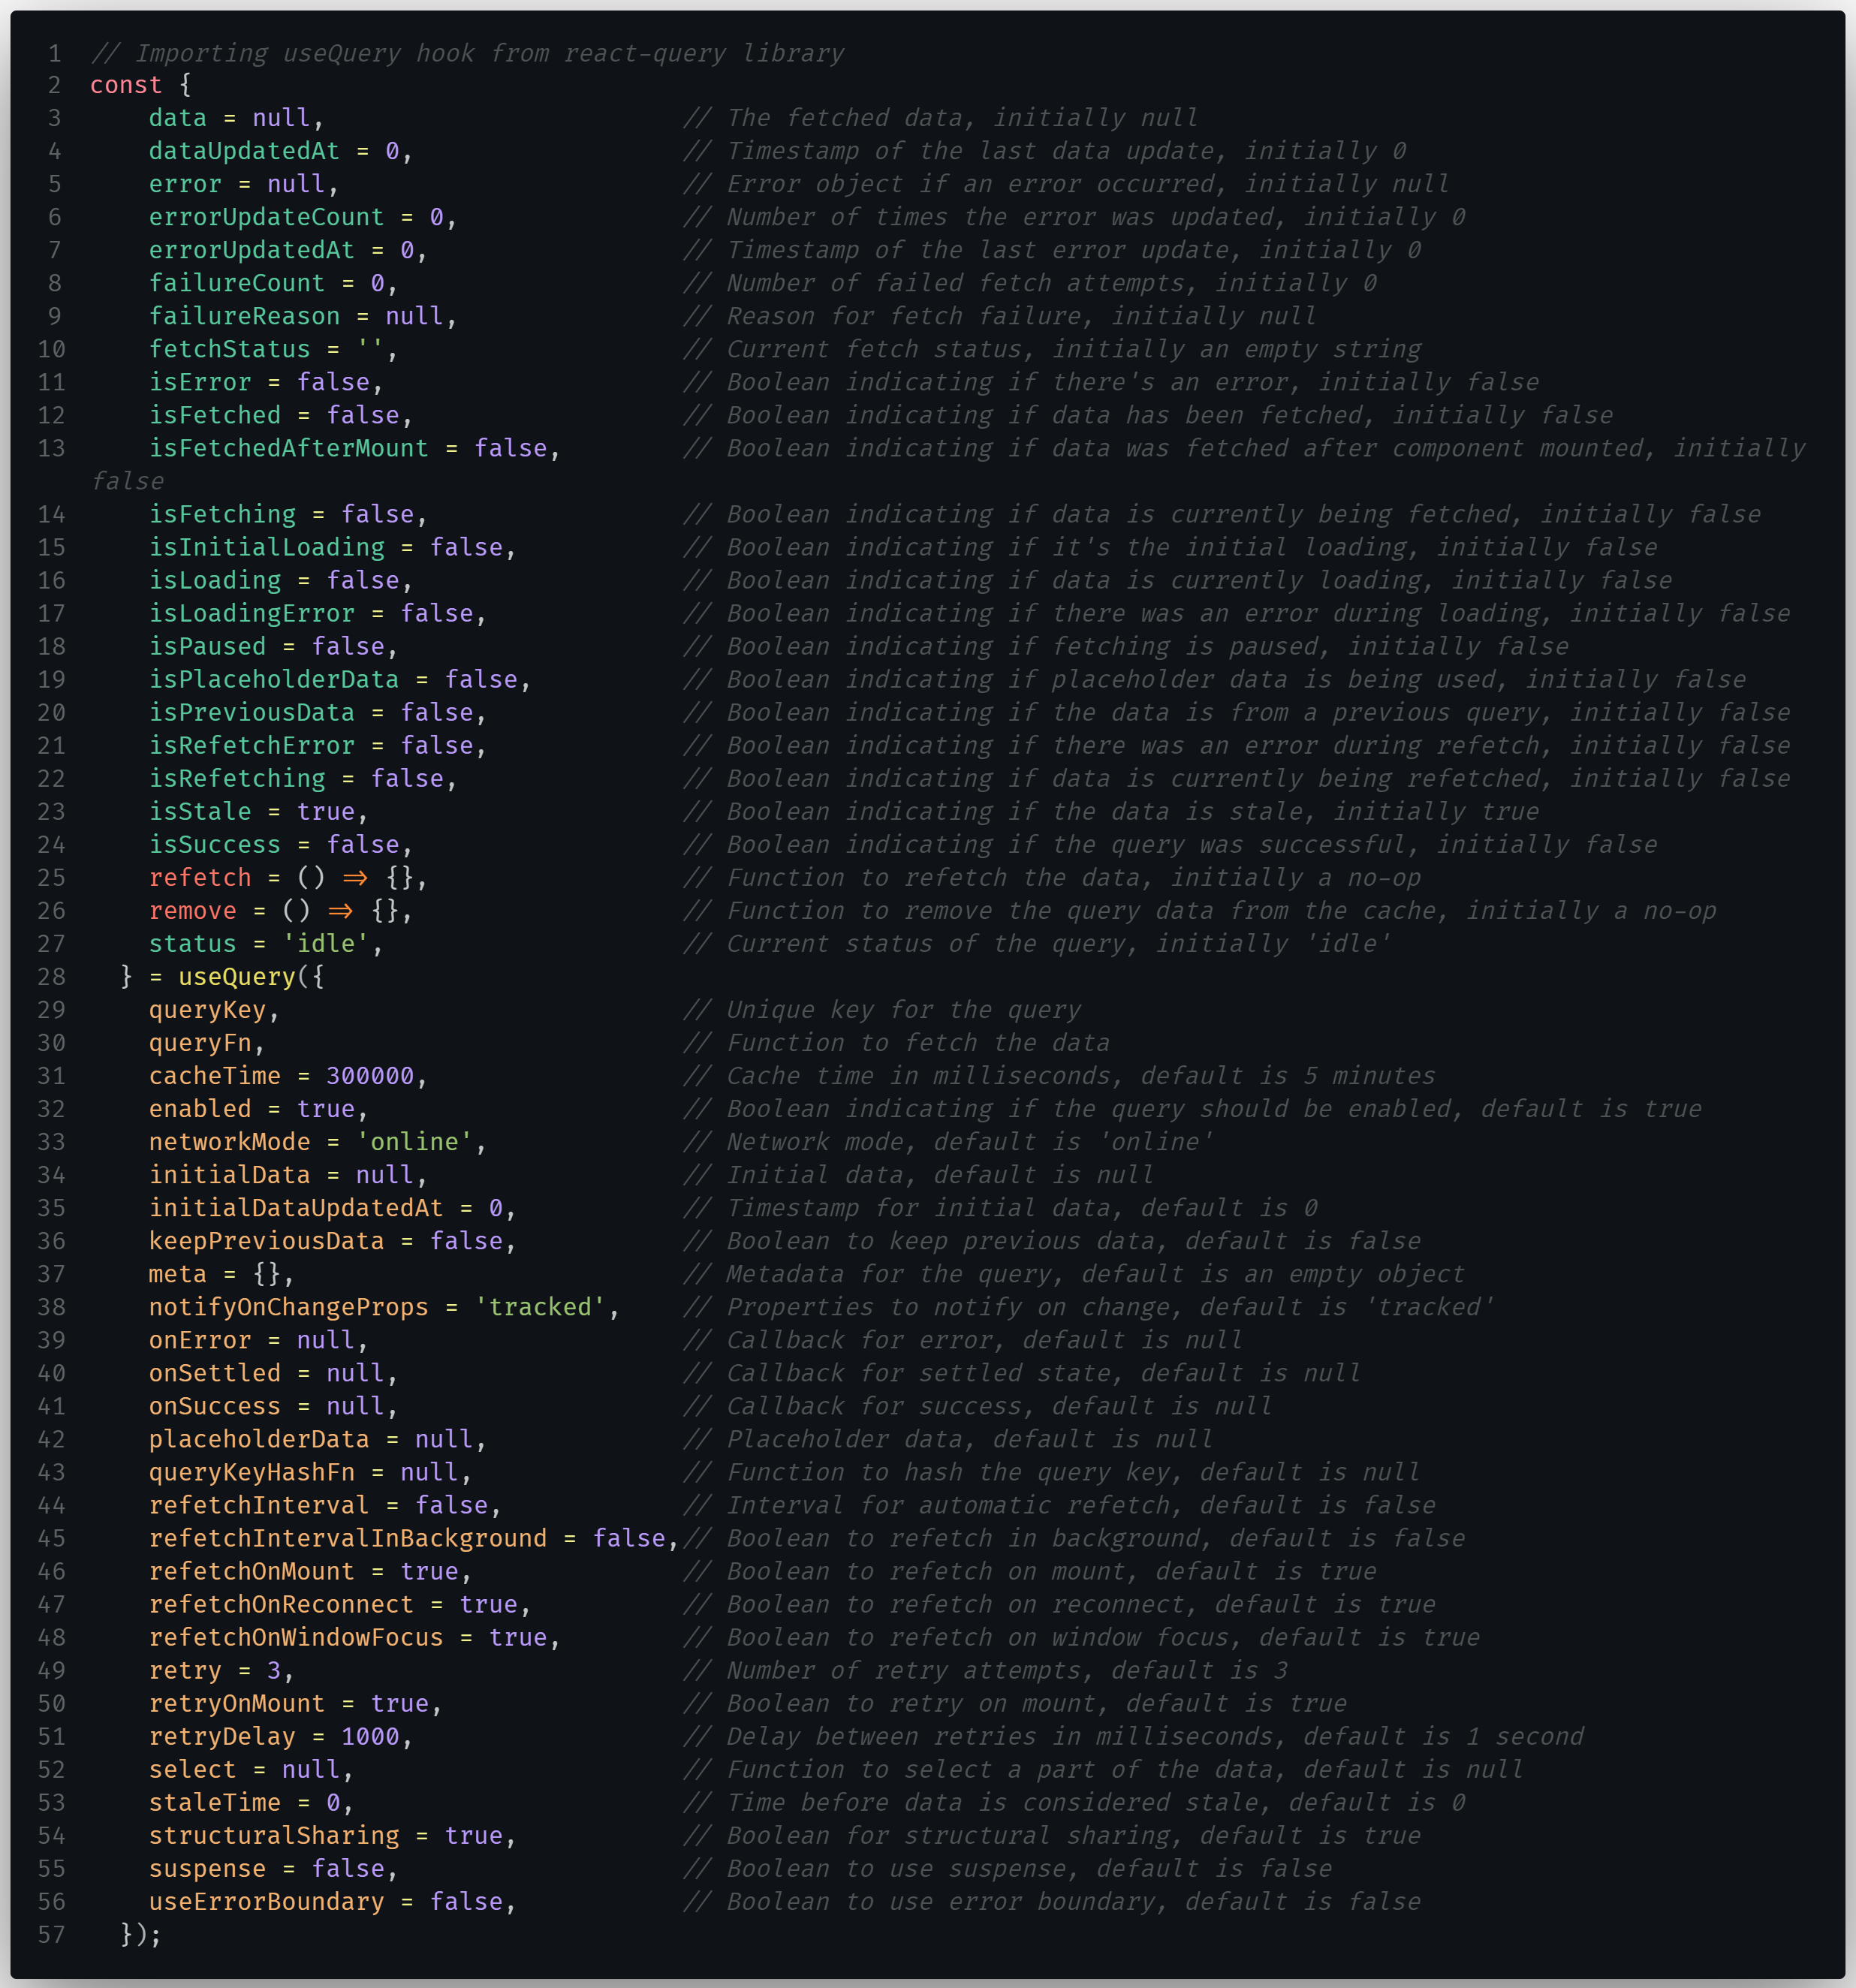 1 // Importing useQuery hook from react-query library
2 const {
3     data = null,                        // The fetched data, initially null
4     dataUpdatedAt = 0,                  // Timestamp of the last data update, initially 0
5     error = null,                       // Error object if an error occurred, initially null
6     errorUpdateCount = 0,               // Number of times the error was updated, initially 0
7     errorUpdatedAt = 0,                 // Timestamp of the last error update, initially 0
8     failureCount = 0,                   // Number of failed fetch attempts, initially 0
9     failureReason = null,               // Reason for fetch failure, initially null
10     fetchStatus = '',                   // Current fetch status, initially an empty string
11     isError = false,                    // Boolean indicating if there's an error, initially false
12     isFetched = false,                  // Boolean indicating if data has been fetched, initially false
13     isFetchedAfterMount = false,        // Boolean indicating if data was fetched after component mounted, initially
false
14     isFetching = false,                 // Boolean indicating if data is currently being fetched, initially false
15     isInitialLoading = false,           // Boolean indicating if it's the initial loading, initially false
16     isLoading = false,                  // Boolean indicating if data is currently loading, initially false
17     isLoadingError = false,             // Boolean indicating if there was an error during loading, initially false
18     isPaused = false,                   // Boolean indicating if fetching is paused, initially false
19     isPlaceholderData = false,          // Boolean indicating if placeholder data is being used, initially false
20     isPreviousData = false,             // Boolean indicating if the data is from a previous query, initially false
21     isRefetchError = false,             // Boolean indicating if there was an error during refetch, initially false
22     isRefetching = false,               // Boolean indicating if data is currently being refetched, initially false
23     isStale = true,                     // Boolean indicating if the data is stale, initially true
24     isSuccess = false,                  // Boolean indicating if the query was successful, initially false
25     refetch = () => {},                 // Function to refetch the data, initially a no-op
26     remove = () => {},                  // Function to remove the query data from the cache, initially a no-op
27     status = 'idle',                    // Current status of the query, initially 'idle'
28   } = useQuery({
29     queryKey,                           // Unique key for the query
30     queryFn,                            // Function to fetch the data
31     cacheTime = 300000,                 // Cache time in milliseconds, default is 5 minutes
32     enabled = true,                     // Boolean indicating if the query should be enabled, default is true
33     networkMode = 'online',             // Network mode, default is 'online'
34     initialData = null,                 // Initial data, default is null
35     initialDataUpdatedAt = 0,           // Timestamp for initial data, default is 0
36     keepPreviousData = false,           // Boolean to keep previous data, default is false
37     meta = {},                          // Metadata for the query, default is an empty object
38     notifyOnChangeProps = 'tracked',    // Properties to notify on change, default is 'tracked'
39     onError = null,                     // Callback for error, default is null
40     onSettled = null,                   // Callback for settled state, default is null
41     onSuccess = null,                   // Callback for success, default is null
42     placeholderData = null,             // Placeholder data, default is null
43     queryKeyHashFn = null,              // Function to hash the query key, default is null
44     refetchInterval = false,            // Interval for automatic refetch, default is false
45     refetchIntervalInBackground = false,// Boolean to refetch in background, default is false
46     refetchOnMount = true,              // Boolean to refetch on mount, default is true
47     refetchOnReconnect = true,          // Boolean to refetch on reconnect, default is true
48     refetchOnWindowFocus = true,        // Boolean to refetch on window focus, default is true
49     retry = 3,                          // Number of retry attempts, default is 3
50     retryOnMount = true,                // Boolean to retry on mount, default is true
51     retryDelay = 1000,                  // Delay between retries in milliseconds, default is 1 second
52     select = null,                      // Function to select a part of the data, default is null
53     staleTime = 0,                      // Time before data is considered stale, default is 0
54     structuralSharing = true,           // Boolean for structural sharing, default is true
55     suspense = false,                   // Boolean to use suspense, default is false
56     useErrorBoundary = false,           // Boolean to use error boundary, default is false
57   });